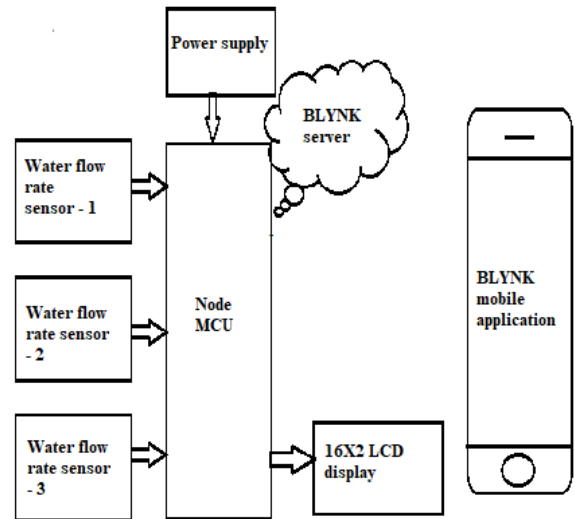 Power supply
BLYNK
server
Water flow
rate
sensor - 1
BLYNK
mobile
application
Water flow
rate sensor
- 2
Node
MCU
Water flow
rate sensor
- 3
16X2 LCD
display